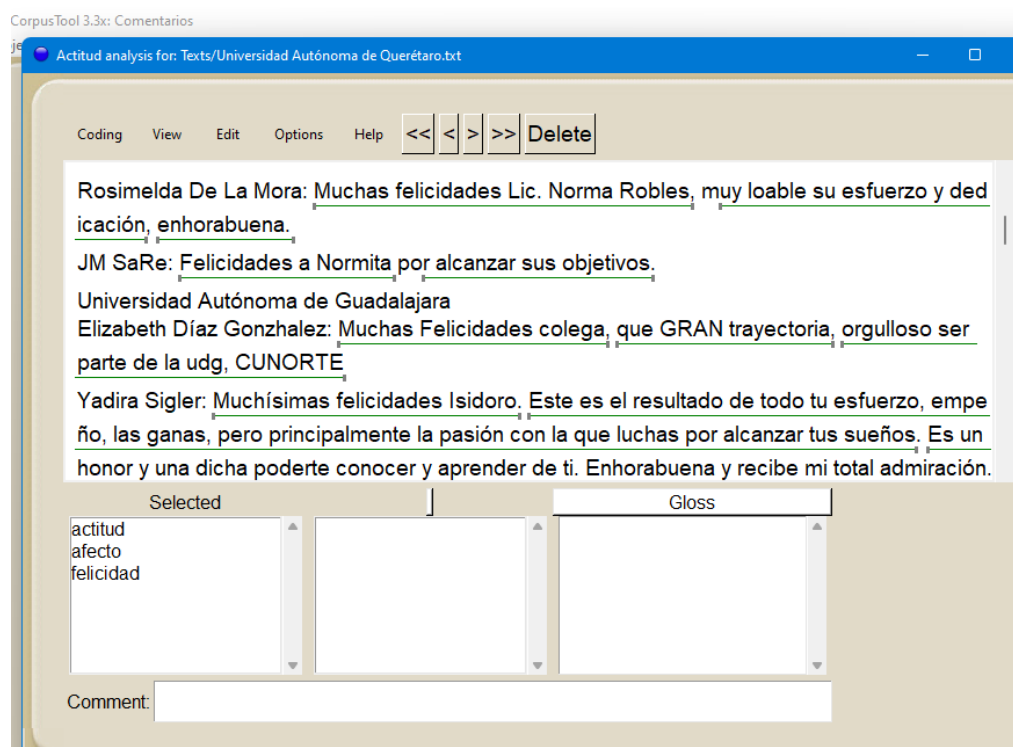 CorpusTool 3.3x: Comentarios
Actitud analysis for: Texts/Universidad Autónoma de Querétaro.txt
Coding View Edit Options Help << < > >> Delete
Rosimelda De La Mora: Muchas felicidades Lic. Norma Robles, muy loable su esfuerzo y ded
icación, enhorabuena.
JM SaRe: Felicidades a Normita por alcanzar sus objetivos.
Universidad Autónoma de Guadalajara
Elizabeth Díaz Gonzhalez: Muchas Felicidades colega, que GRAN trayectoria, orgulloso ser
parte de la udg, CUNORTE
Yadira Sigler: Muchísimas felicidades Isidoro. Este es el resultado de todo tu esfuerzo, empe
ño, las ganas, pero principalmente la pasión con la que luchas por alcanzar tus sueños. Es un
honor y una dicha poderte conocer y aprender de ti. Enhorabuena y recibe mi total admiración.
Selected Gloss
actitud
afecto
felicidad
Comment: